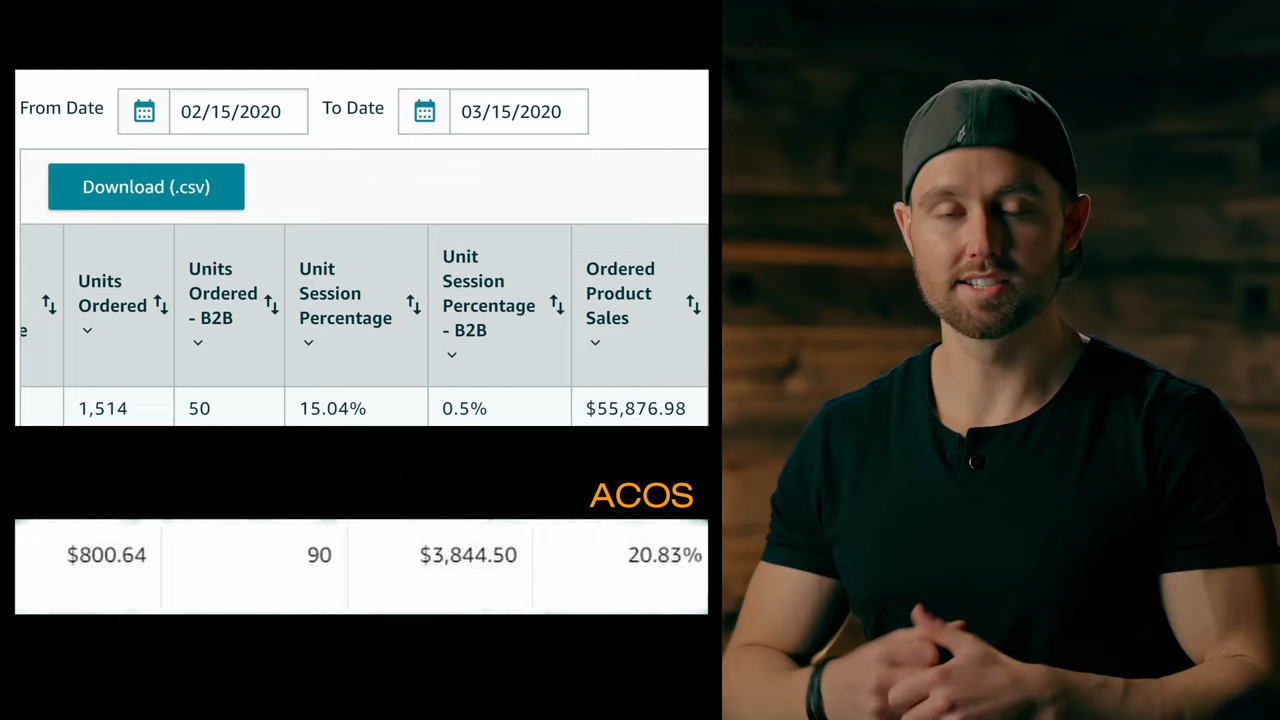 From Date 02/15/2020 To Date 03/15/2020
Download (.csv)
e
Units Ordered
Units Ordered - B2B
Unit Session Percentage
Unit Session Percentage - B2B
Ordered Product Sales
1,514 50 15.04% 0.5% $55,876.98
ACOS
$800.64 90 $3,844.50 20.83%